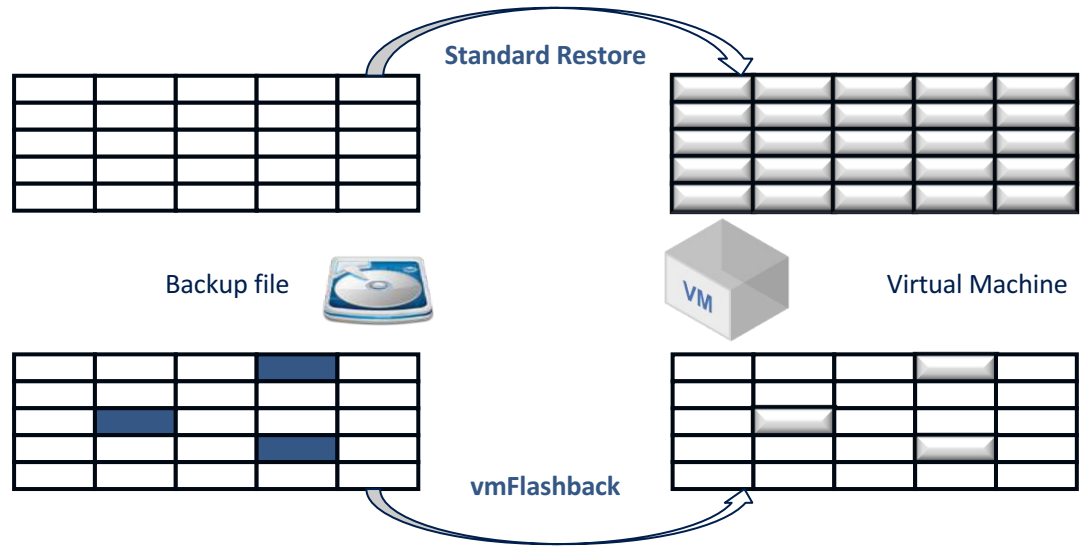 Standard Restore
Backup file
VM
Virtual Machine
vmFlashback